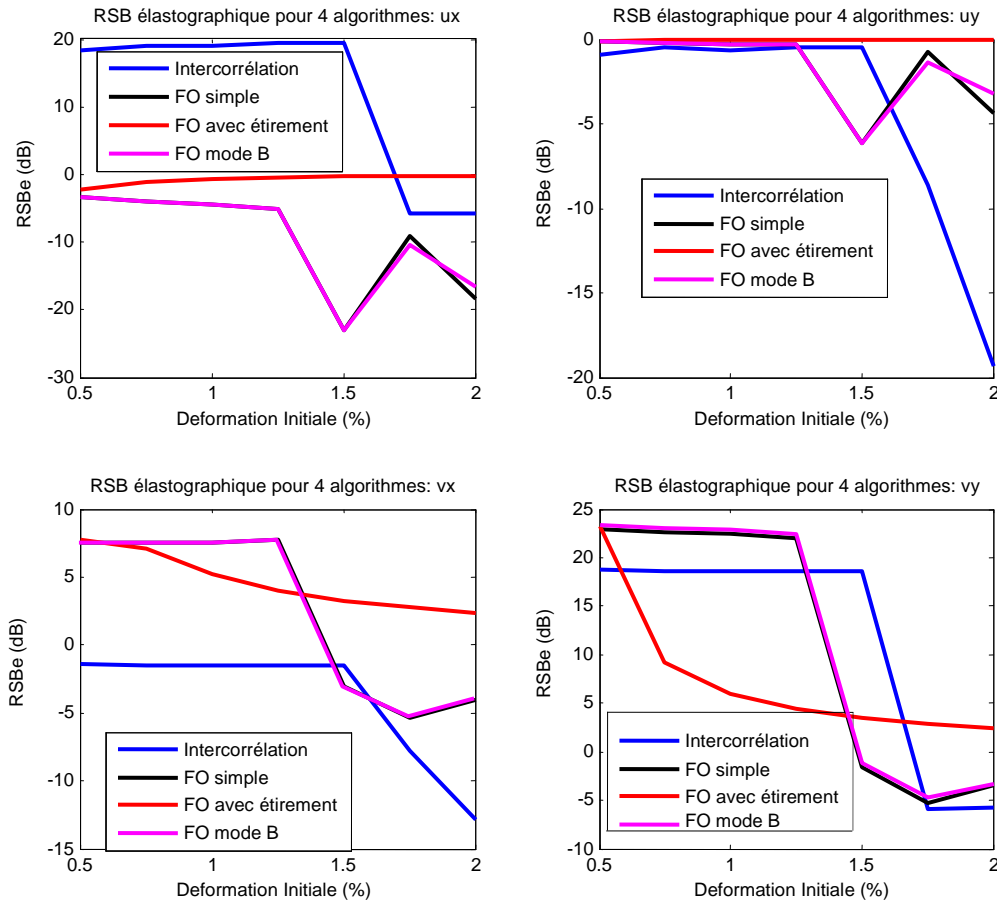 RSB élastographique pour 4 algorithmes: ux
20
10
0
-10
-20
-30
RSBe (dB)
Intercorrélation
FO simple
FO avec étirement
FO mode B
0.5
1
1.5
2
Deformation Initiale (%)
RSB élastographique pour 4 algorithmes: uy
0
-5
-10
-15
-20
RSBe (dB)
Intercorrélation
FO simple
FO avec étirement
FO mode B
0.5
1
1.5
2
Deformation Initiale (%)
RSB élastographique pour 4 algorithmes: vx
10
5
0
-5
-10
-15
RSBe (dB)
Intercorrélation
FO simple
FO avec étirement
FO mode B
0.5
1
1.5
2
Deformation Initiale (%)
RSB élastographique pour 4 algorithmes: vy
25
20
15
10
5
0
-5
-10
RSBe (dB)
Intercorrélation
FO simple
FO avec étirement
FO mode B
0.5
1
1.5
2
Deformation Initiale (%)